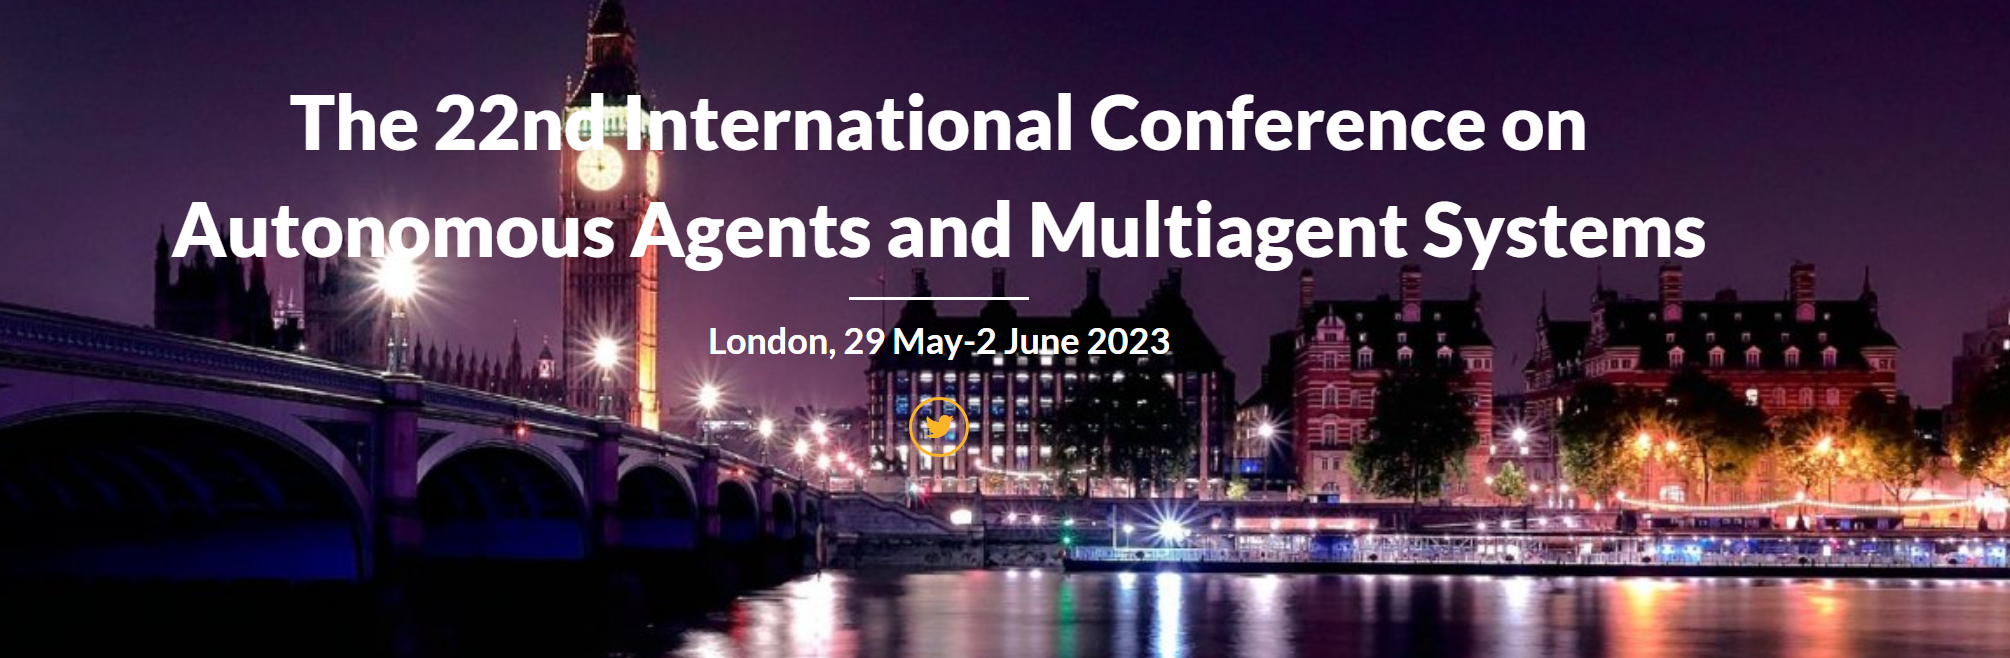 The 22nd International Conference on
Autonomous Agents and Multiagent Systems
London, 29 May-2 June 2023